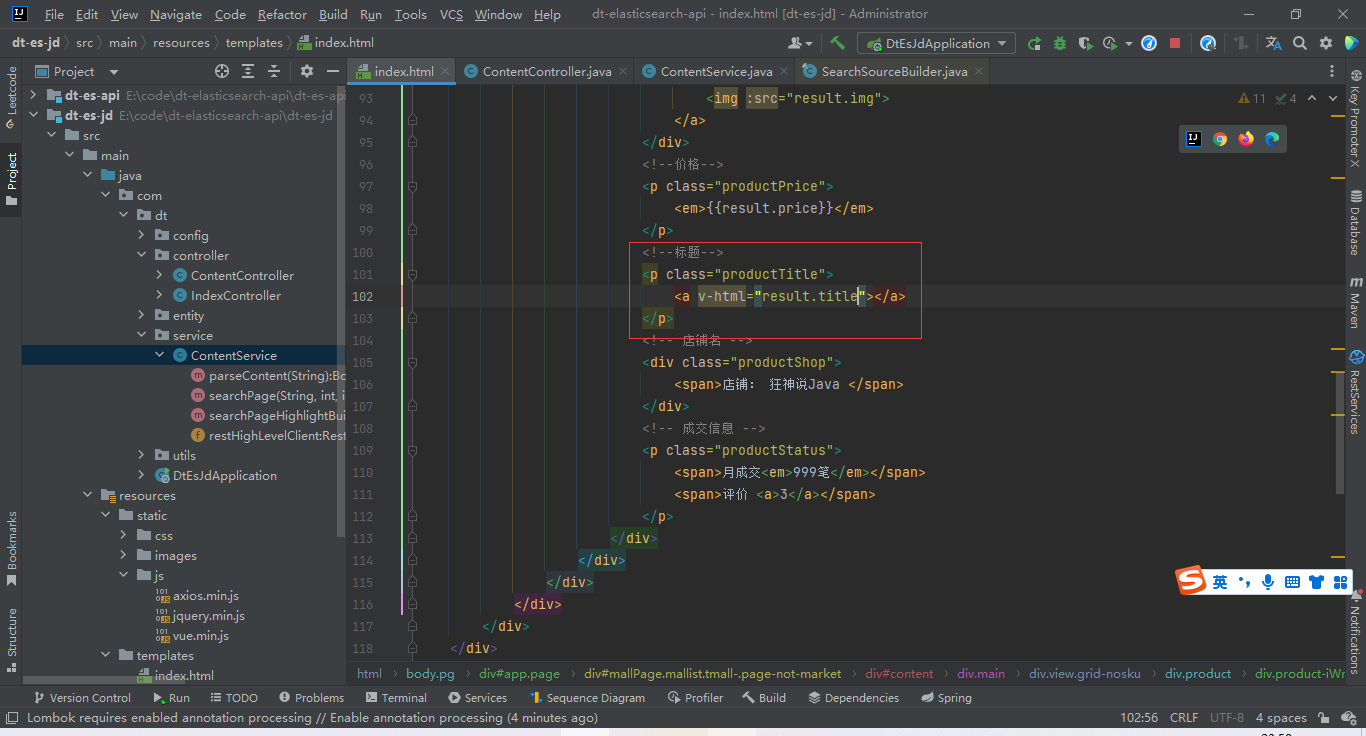 File Edit View Navigate Code Refactor Build Run Tools VCS Window Help dt-elasticsearch-api - index.html [dt-es-jd] - Administrator
dt-es-jd src main resources templates index.html DtEsJdApplication
Project index.html ContentController.java ContentService.java SearchSourceBuilder.java
Leetcode
Project
Bookmarks
Structure
dt-es-api E:\code\dt-elasticsearch-api\dt-es-api
dt-es-jd E:\code\dt-elasticsearch-api\dt-es-jd
src
main
java
com
dt
config
controller
ContentController
IndexController
entity
service
ContentService
parseContent(String):Bo
searchPage(String, int, i
searchPageHighlightBui
restHighLevelClient:Rest
utils
DtEsJdApplication
resources
static
css
images
js
axios.min.js
jquery.min.js
vue.min.js
templates
index.html
93 <img :src="result.img">
94 </a>
95 </div>
96 <!--价格-->
97 <p class="productPrice">
98 <em>{{result.price}}</em>
99 </p>
100 <!--标题-->
101 <p class="productTitle">
102 <a v-html="result.title"></a>
103 </p>
104 <!-- 店铺名 -->
105 <div class="productShop">
106 <span>店铺： 狂神说Java </span>
107 </div>
108 <!-- 成交信息 -->
109 <p class="productStatus">
110 <span>月成交<em>999笔</em></span>
111 <span>评价 <a>3</a></span>
112 </p>
113 </div>
114 </div>
115 </div>
116 </div>
117 </div>
118 </div>
11 4
英
Key Promoter X
Database
Maven
RestServices
Notifications
html body.pg div#app.page div#mallPage.mallist.tmall-.page-not-market div#content div.main div.view.grid-nosku div.product div.product-iWr
Version Control Run TODO Problems Terminal Services Sequence Diagram Profiler Build Dependencies Spring
Lombok requires enabled annotation processing // Enable annotation processing (4 minutes ago) 102:56 CRLF UTF-8 4 spaces